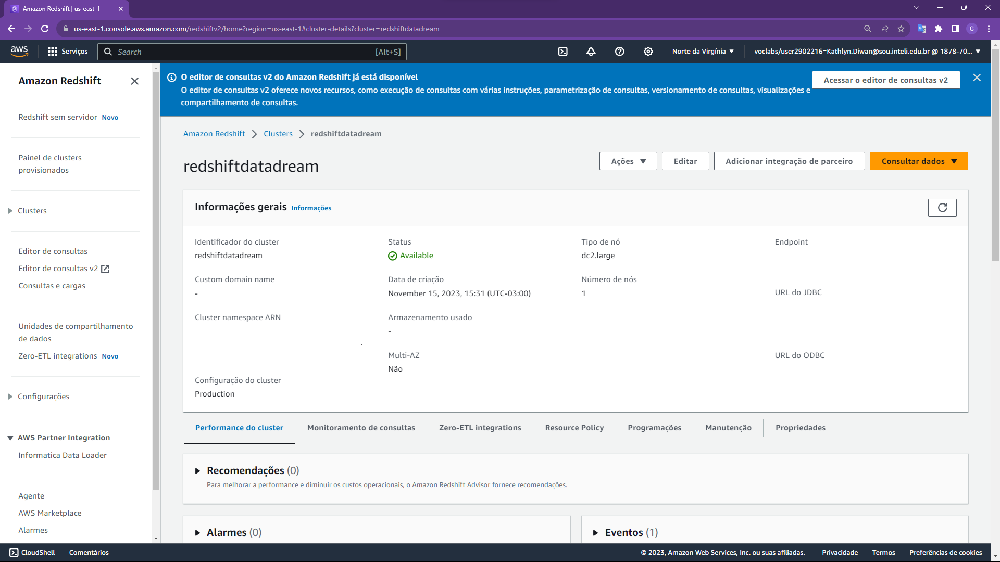 Amazon Redshift | us-east-1
us-east-1.console.aws.amazon.com/redshiftv2/home?region=us-east-1#cluster-details?cluster=redshiftdatadream
G
aws
Serviços
Search
[Alt+S]
Norte da Virgínia
voclabs/user2902216=Kathlyn.Diwan@sou.inteli.edu.br @ 1878-70...
Amazon Redshift
Redshift sem servidor Novo
Painel de clusters
provisionados
Clusters
Editor de consultas
Editor de consultas v2
Consultas e cargas
Unidades de compartilhamento
de dados
Zero-ETL integrations Novo
Configurações
AWS Partner Integration
Informatica Data Loader
Agente
AWS Marketplace
Alarmes
O editor de consultas v2 do Amazon Redshift já está disponível
O editor de consultas v2 oferece novos recursos, como execução de consultas com várias instruções, parametrização de consultas, versionamento de consultas, visualizações e
compartilhamento de consultas.
Acessar o editor de consultas v2
Amazon Redshift > Clusters > redshiftdatadream
redshiftdatadream
Ações
Editar
Adicionar integração de parceiro
Consultar dados
Informações gerais Informações
Identificador do cluster
redshiftdatadream
Custom domain name
-
Cluster namespace ARN
Configuração do cluster
Production
Status
Available
Data de criação
November 15, 2023, 15:31 (UTC-03:00)
Armazenamento usado
-
Multi-AZ
Não
Tipo de nó
dc2.large
Número de nós
1
Endpoint
URL do JDBC
URL do ODBC
Performance do cluster
Monitoramento de consultas
Zero-ETL integrations
Resource Policy
Programações
Manutenção
Propriedades
Recomendações (0)
Para melhorar a performance e diminuir os custos operacionais, o Amazon Redshift Advisor fornece recomendações.
Alarmes (0)
Eventos (1)
CloudShell
Comentários
© 2023, Amazon Web Services, Inc. ou suas afiliadas.
Privacidade
Termos
Preferências de cookies